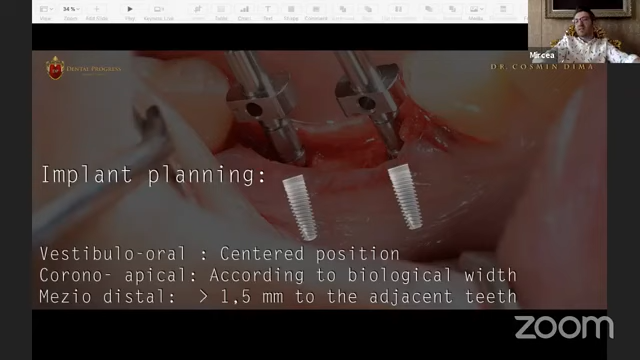 34 %
Play
Mircea
DENTAL PROGRESS
DR. COSMIN DIMA
Implant planning:
Vestibulo-oral : Centered position
Corono- apical: According to biological width
Mezio distal: > 1,5 mm to the adjacent teeth
zoom